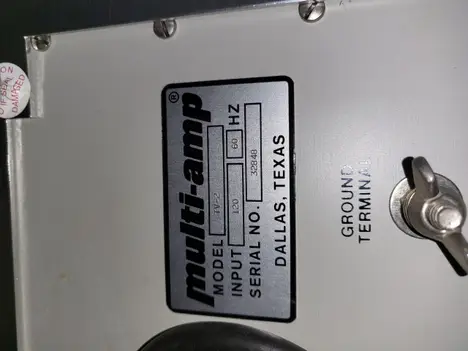 multi-amp®
MODEL TV-2
INPUT 120 60 HZ
SERIAL NO. 32848
DALLAS, TEXAS
GROUND
TERMINAL